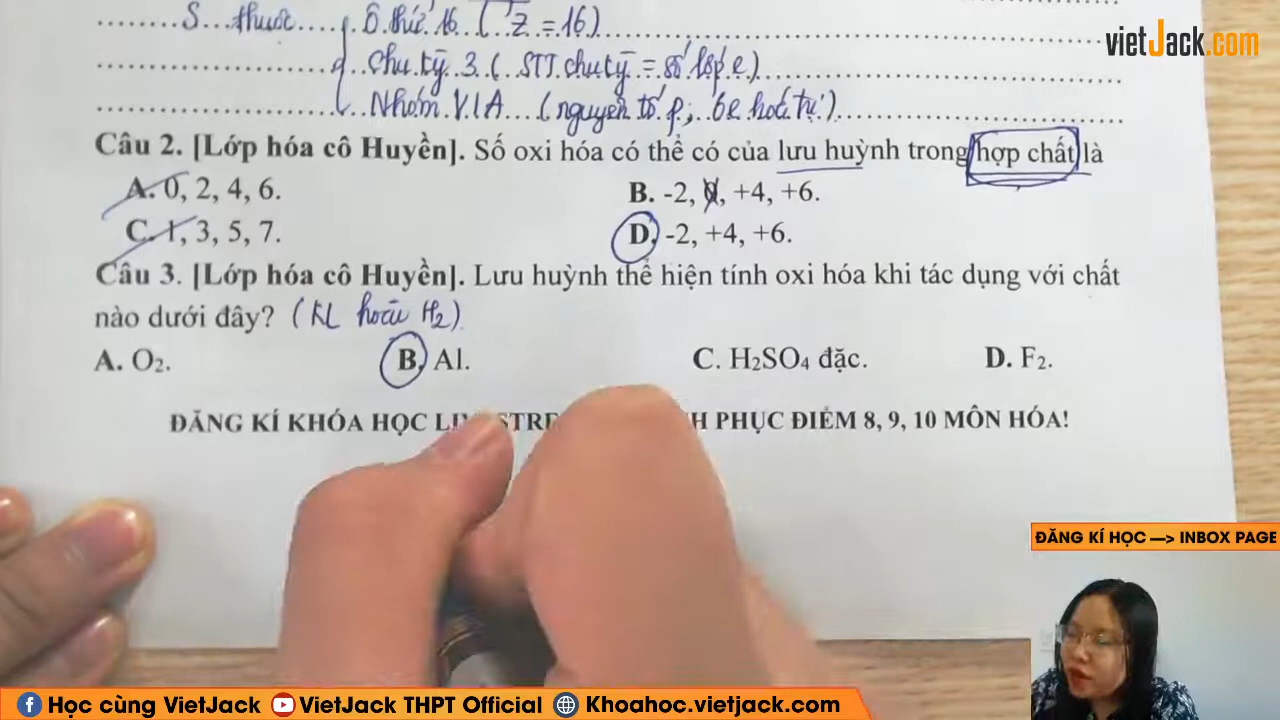 vietJack.com
S thuộc Ô thứ 16 (Z = 16)
Chu kỳ 3 (STT chu kỳ = số lớp e)
Nhóm VIA (nguyên tố p; 6e hoá trị)
Câu 2. [Lớp hóa cô Huyền]. Số oxi hóa có thể có của lưu huỳnh trong hợp chất là
A. 0, 2, 4, 6. B. -2, 0, +4, +6.
C. 1, 3, 5, 7. D. -2, +4, +6.
Câu 3. [Lớp hóa cô Huyền]. Lưu huỳnh thể hiện tính oxi hóa khi tác dụng với chất
nào dưới đây? (KL hoặc H₂)
A. O₂. B. Al. C. H₂SO₄ đặc. D. F₂.
ĐĂNG KÍ KHÓA HỌC PHỤC ĐIỂM 8, 9, 10 MÔN HÓA!
ĐĂNG KÍ HỌC —> INBOX PAGE
Học cùng VietJack VietJack THPT Official Khoahoc.vietjack.com